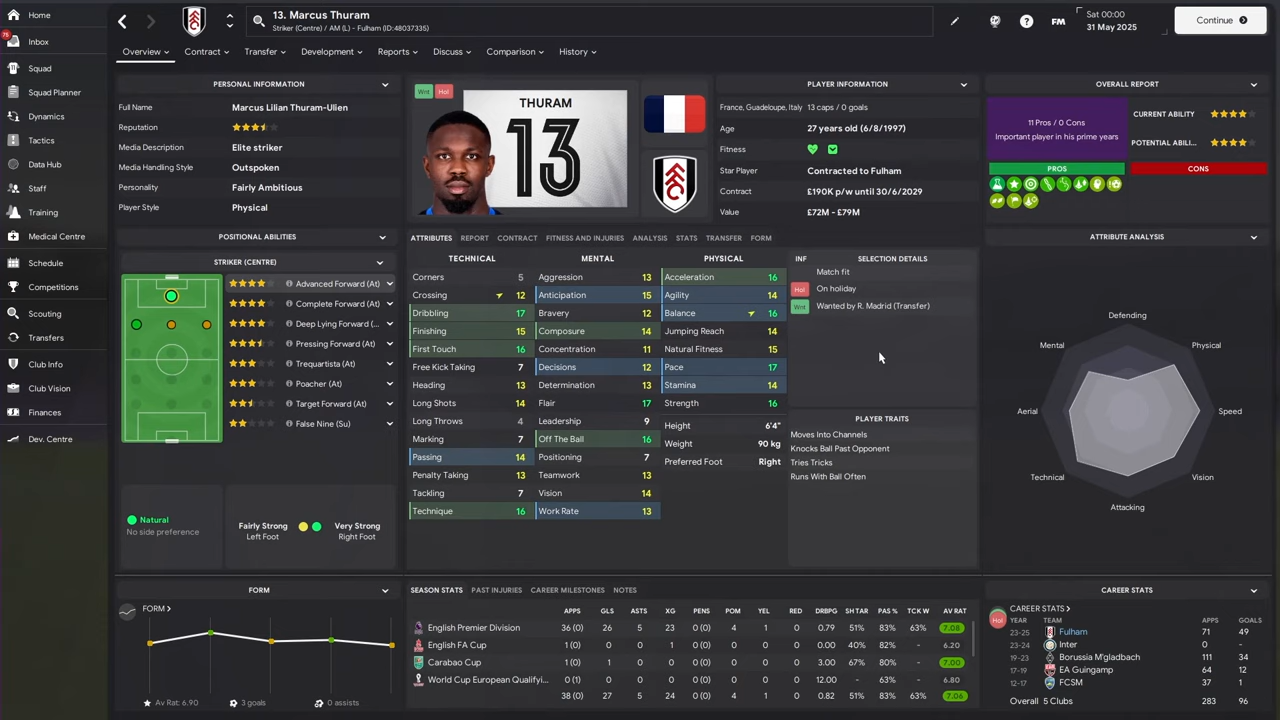 Home
75
Inbox
Squad
Squad Planner
Dynamics
Tactics
Data Hub
Staff
Training
Medical Centre
Schedule
Competitions
Scouting
Transfers
Club Info
Club Vision
Finances
Dev. Centre
13. Marcus Thuram
Striker (Centre) / AM (L) - Fulham (ID:48037335)
?
FM
Sat 00:00
31 May 2025
Continue
Overview
Contract
Transfer
Development
Reports
Discuss
Comparison
History
PERSONAL INFORMATION
Full Name Marcus Lilian Thuram-Ulien
Reputation
Media Description Elite striker
Media Handling Style Outspoken
Personality Fairly Ambitious
Player Style Physical
Wnt Hol
THURAM
13
PLAYER INFORMATION
France, Guadeloupe, Italy 13 caps / 0 goals
Age 27 years old (6/8/1997)
Fitness
Star Player Contracted to Fulham
Contract £190K p/w until 30/6/2029
Value £72M - £79M
OVERALL REPORT
11 Pros / 0 Cons
Important player in his prime years
CURRENT ABILITY
POTENTIAL ABILI...
PROS CONS
POSITIONAL ABILITIES
STRIKER (CENTRE)
Advanced Forward (At)
Complete Forward (At)
Deep Lying Forward (...
Pressing Forward (At)
Trequartista (At)
Poacher (At)
Target Forward (At)
False Nine (Su)
Natural
No side preference
Fairly Strong
Left Foot
Very Strong
Right Foot
ATTRIBUTES REPORT CONTRACT FITNESS AND INJURIES ANALYSIS STATS TRANSFER FORM
TECHNICAL
Corners 5
Crossing 12
Dribbling 17
Finishing 15
First Touch 16
Free Kick Taking 7
Heading 13
Long Shots 14
Long Throws 4
Marking 7
Passing 14
Penalty Taking 13
Tackling 7
Technique 16
MENTAL
Aggression 13
Anticipation 15
Bravery 12
Composure 14
Concentration 11
Decisions 12
Determination 13
Flair 17
Leadership 9
Off The Ball 16
Positioning 7
Teamwork 13
Vision 14
Work Rate 13
PHYSICAL
Acceleration 16
Agility 14
Balance 16
Jumping Reach 14
Natural Fitness 15
Pace 17
Stamina 14
Strength 16
Height 6'4"
Weight 90 kg
Preferred Foot Right
INF SELECTION DETAILS
Match fit
Hol On holiday
Wnt Wanted by R. Madrid (Transfer)
PLAYER TRAITS
Moves Into Channels
Knocks Ball Past Opponent
Tries Tricks
Runs With Ball Often
ATTRIBUTE ANALYSIS
Defending
Physical
Speed
Vision
Attacking
Technical
Aerial
Mental
FORM
FORM
Av Rat: 6.90 3 goals 0 assists
SEASON STATS PAST INJURIES CAREER MILESTONES NOTES
APPS GLS ASTS XG PENS POM YEL RED DRBPG SH TAR PAS % TCK W AV RAT
English Premier Division 36 (0) 26 5 23 0 (0) 4 1 0 0.79 51% 83% 63% 7.08
English FA Cup 1 (0) 0 0 1 0 (0) 0 0 0 0.00 40% 82% - 6.20
Carabao Cup 1 (0) 1 0 0 0 (0) 0 0 0 3.00 67% 80% - 7.00
World Cup European Qualifyi... 0 (1) 0 0 0 0 (0) 0 0 0 12.00 - 63% - 6.80
38 (0) 27 5 24 0 (0) 4 1 0 0.82 51% 83% 63% 7.06
CAREER STATS
Hol
CAREER STATS
YEAR TEAM APPS GOALS
23-25 Fulham 71 49
23-24 Inter 0 -
19-23 Borussia M'gladbach 111 34
17-19 EA Guingamp 64 12
12-17 FCSM 37 1
Overall 5 Clubs 283 96